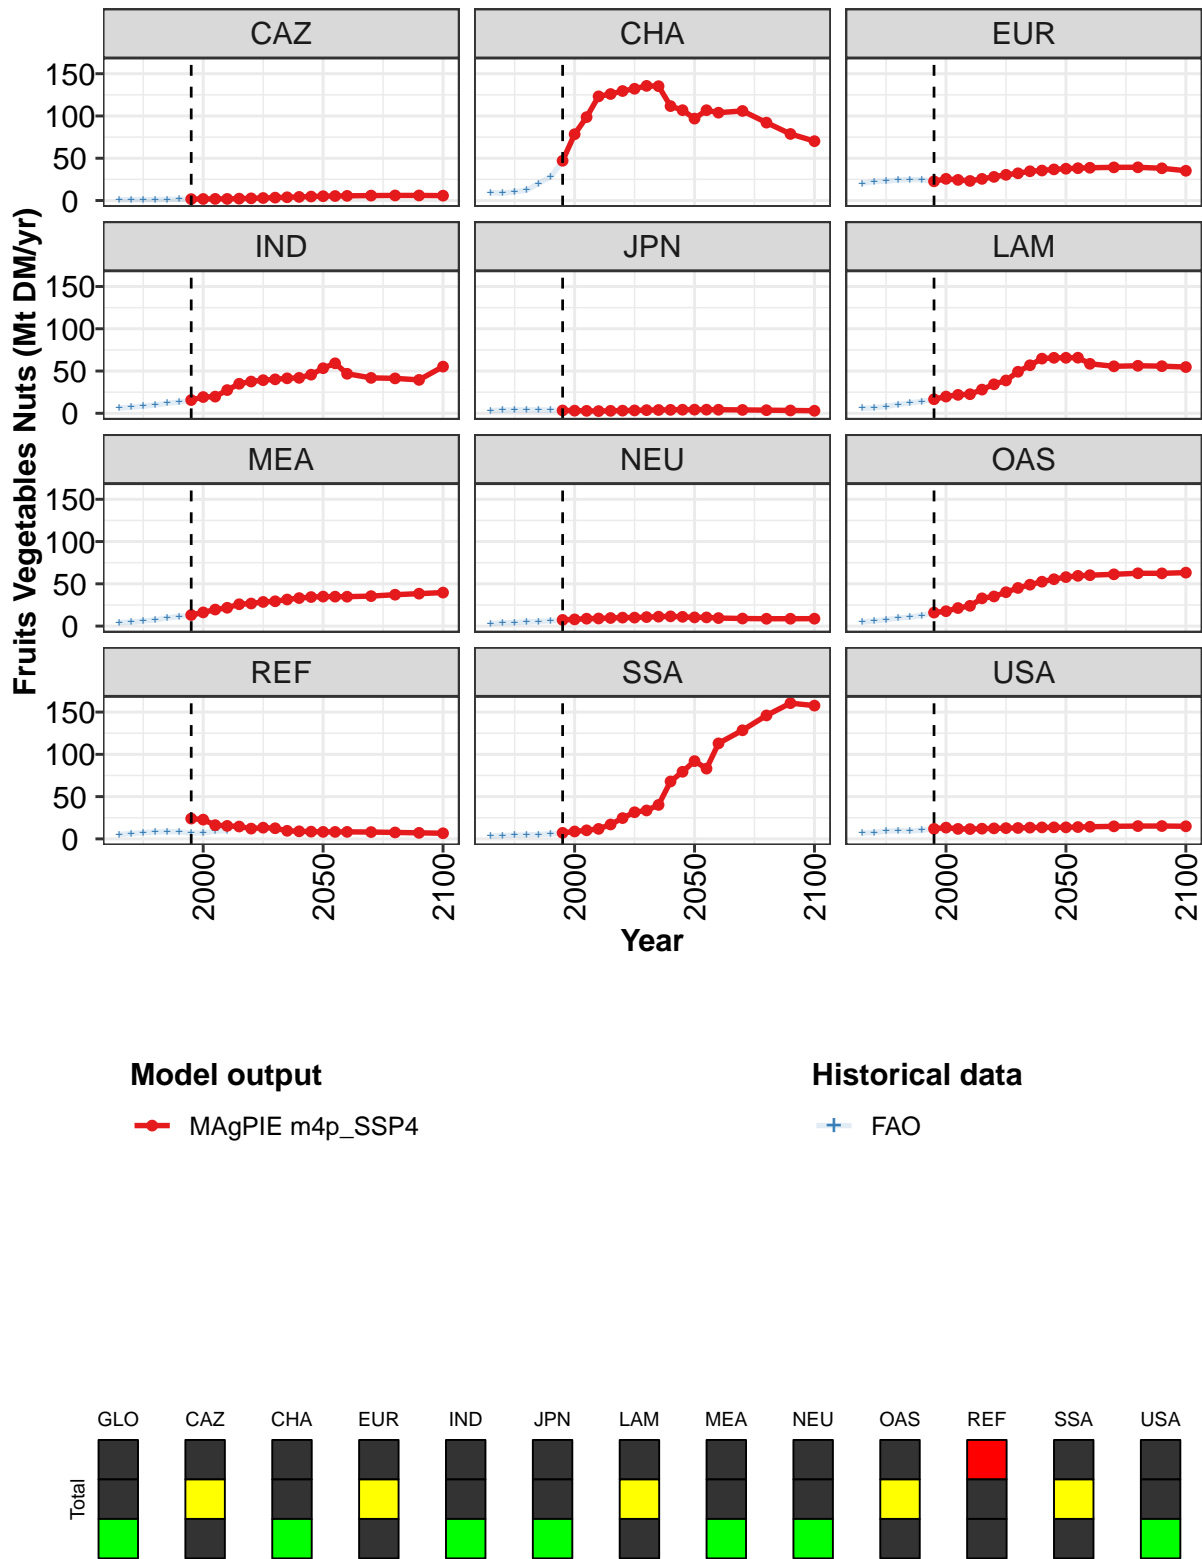 CAZ CHA EUR
150
100
50
0
IND JPN LAM
150
100
50
0
MEA NEU OAS
150
100
50
0
REF SSA USA
150
100
50
0
Fruits Vegetables Nuts (Mt DM/yr)
2000 2050 2100 2000 2050 2100 2000 2050 2100
Year
Model output Historical data
MAgPIE m4p_SSP4 FAO
GLO CAZ CHA EUR IND JPN LAM MEA NEU OAS REF SSA USA
Total